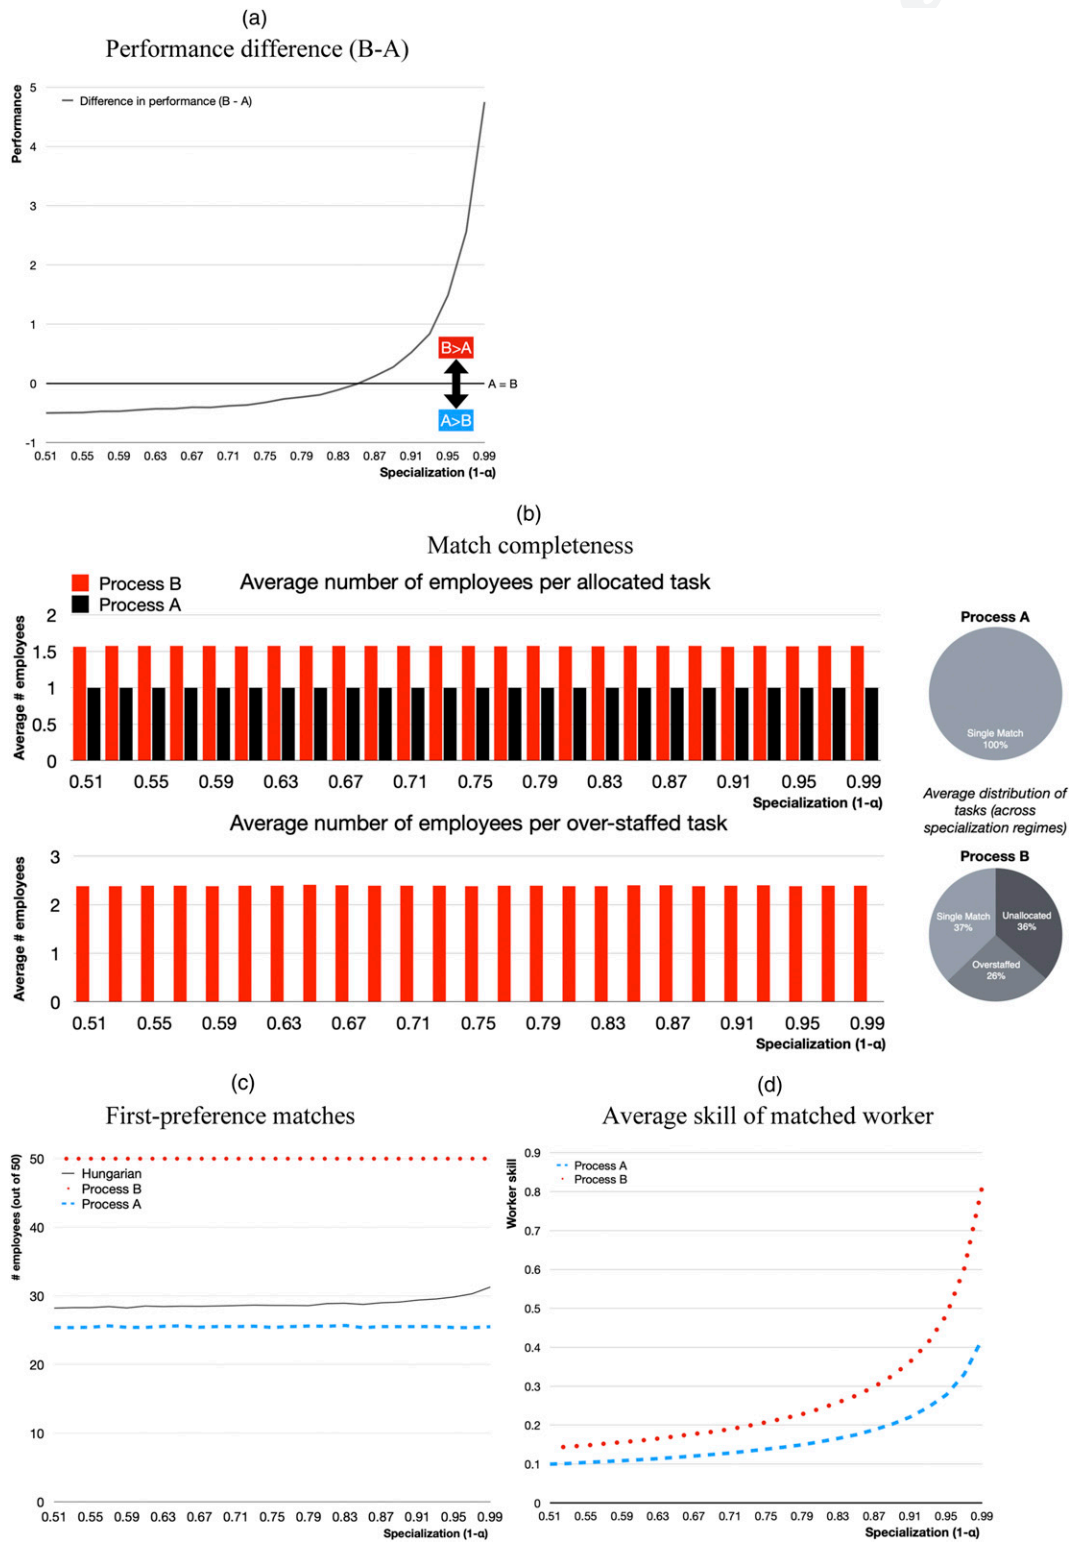 (a)
Performance difference (B-A)
Performance
5
Difference in performance (B - A)
4
3
2
1
B>A
0
A = B
A>B
-1
0.51 0.55 0.59 0.63 0.67 0.71 0.75 0.79 0.83 0.87 0.91 0.95 0.99
Specialization (1-α)
(b)
Match completeness
Process B
Process A
Average number of employees per allocated task
Average # employees
2
1.5
1
0.5
0
0.51 0.55 0.59 0.63 0.67 0.71 0.75 0.79 0.83 0.87 0.91 0.95 0.99
Specialization (1-α)
Process A
Single Match
100%
Average distribution of
tasks (across
specialization regimes)
Average number of employees per over-staffed task
Average # employees
3
2
1
0
0.51 0.55 0.59 0.63 0.67 0.71 0.75 0.79 0.83 0.87 0.91 0.95 0.99
Specialization (1-α)
Process B
Single Match
37%
Unallocated
36%
Overstaffed
26%
(c)
First-preference matches
# employees (out of 50)
50
Hungarian
Process B
Process A
40
30
20
10
0
0.51 0.55 0.59 0.63 0.67 0.71 0.75 0.79 0.83 0.87 0.91 0.95 0.99
Specialization (1-α)
(d)
Average skill of matched worker
Worker skill
0.9
Process A
Process B
0.8
0.7
0.6
0.5
0.4
0.3
0.2
0.1
0
0.51 0.55 0.59 0.63 0.67 0.71 0.75 0.79 0.83 0.87 0.91 0.95 0.99
Specialization (1-α)